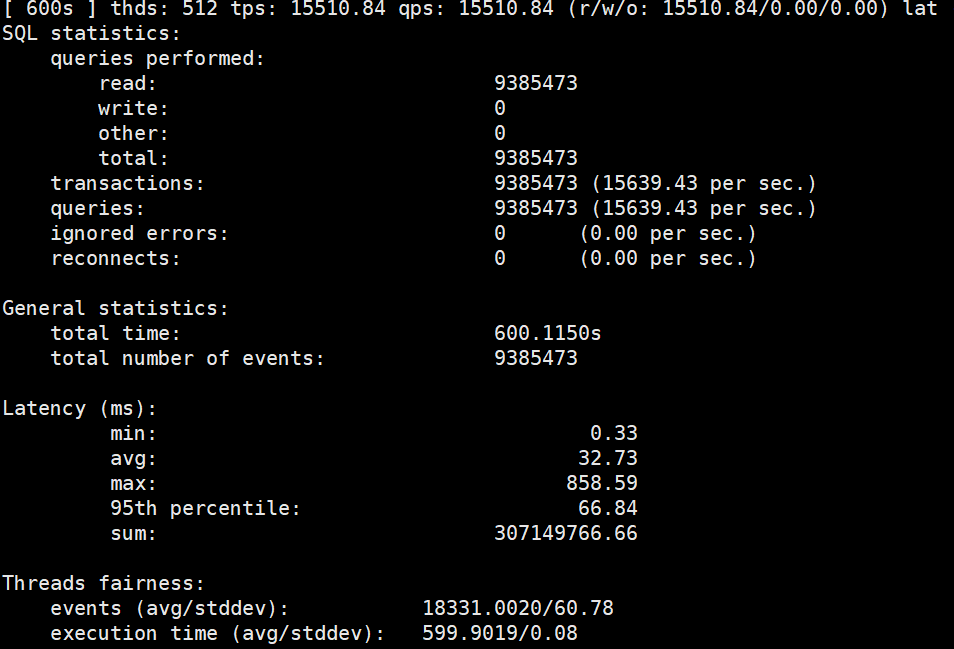 [ 600s ] thds: 512 tps: 15510.84 qps: 15510.84 (r/w/o: 15510.84/0.00/0.00) lat
SQL statistics:
    queries performed:
        read:                            9385473
        write:                           0
        other:                           0
        total:                           9385473
    transactions:                        9385473 (15639.43 per sec.)
    queries:                             9385473 (15639.43 per sec.)
    ignored errors:                      0      (0.00 per sec.)
    reconnects:                          0      (0.00 per sec.)

General statistics:
    total time:                          600.1150s
    total number of events:              9385473

Latency (ms):
         min:                                    0.33
         avg:                                   32.73
         max:                                  858.59
         95th percentile:                       66.84
         sum:                            307149766.66

Threads fairness:
    events (avg/stddev):           18331.0020/60.78
    execution time (avg/stddev):   599.9019/0.08